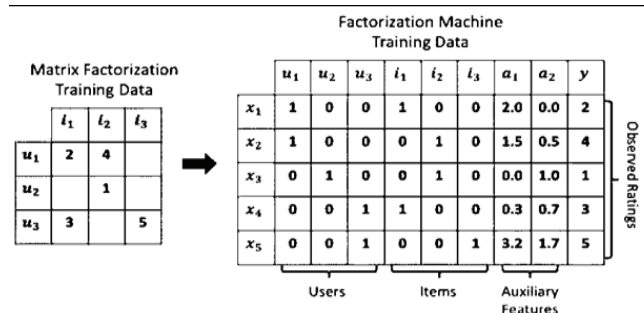 Factorization Machine
Training Data
Matrix Factorization
Training Data
i₁ i₂ i₃
u₁ 2 4
u₂ 1
u₃ 3 5
u₁ u₂ u₃ i₁ i₂ i₃ a₁ a₂ y
x₁ 1 0 0 1 0 0 2.0 0.0 2
x₂ 1 0 0 0 1 0 1.5 0.5 4
x₃ 0 1 0 0 1 0 0.0 1.0 1
x₄ 0 0 1 1 0 0 0.3 0.7 3
x₅ 0 0 1 0 0 1 3.2 1.7 5
Observed Ratings
Users
Items
Auxiliary
Features